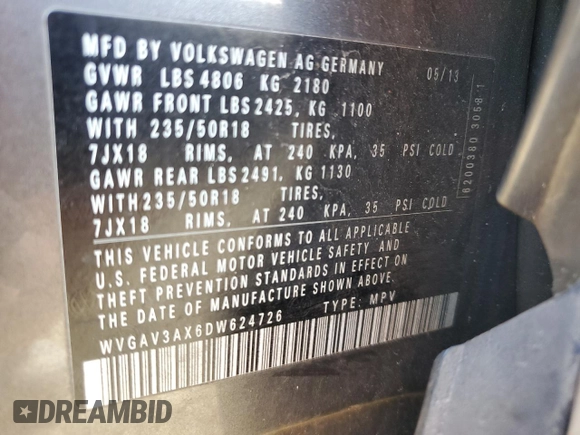 MFD BY VOLKSWAGEN AG GERMANY 05/13
GVWR LBS 4806 KG 2180
GAWR FRONT LBS 2425, KG 1100
WITH 235/50R18 TIRES,
7JX18 RIMS, AT 240 KPA, 35 PSI COLD
GAWR REAR LBS 2491, KG 1130
WITH 235/50R18 TIRES,
7JX18 RIMS, AT 240 KPA, 35 PSI COLD
THIS VEHICLE CONFORMS TO ALL APPLICABLE
U.S. FEDERAL MOTOR VEHICLE SAFETY AND
THEFT PREVENTION STANDARDS IN EFFECT ON
THE DATE OF MANUFACTURE SHOWN ABOVE.
WVGAV3AX6DW624726 TYPE: MPV
6200380 3058 1
DREAMBID